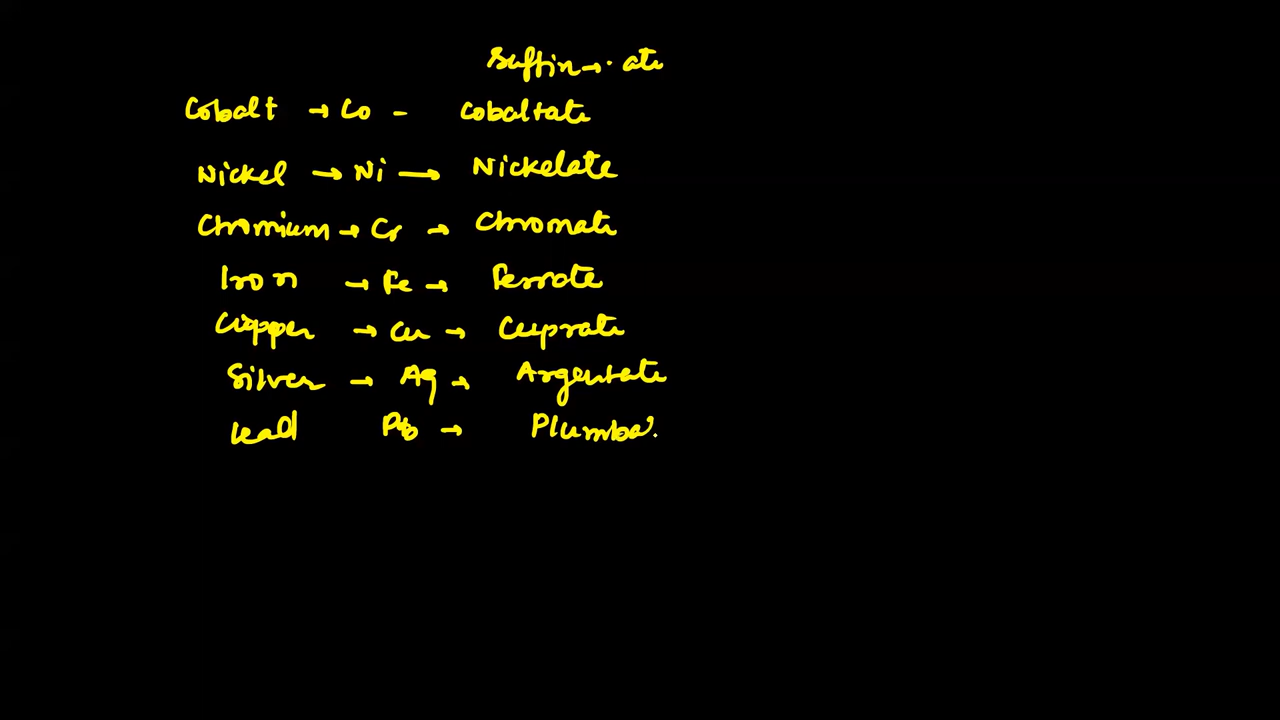 Suffix → ate
Cobalt → Co - Cobaltate
Nickel → Ni → Nickelate
Chromium → Cr → Chromate
Iron → Fe → Ferrate
Copper → Cu → Cuprate
Silver → Ag → Argentate
Lead Pb → Plumba